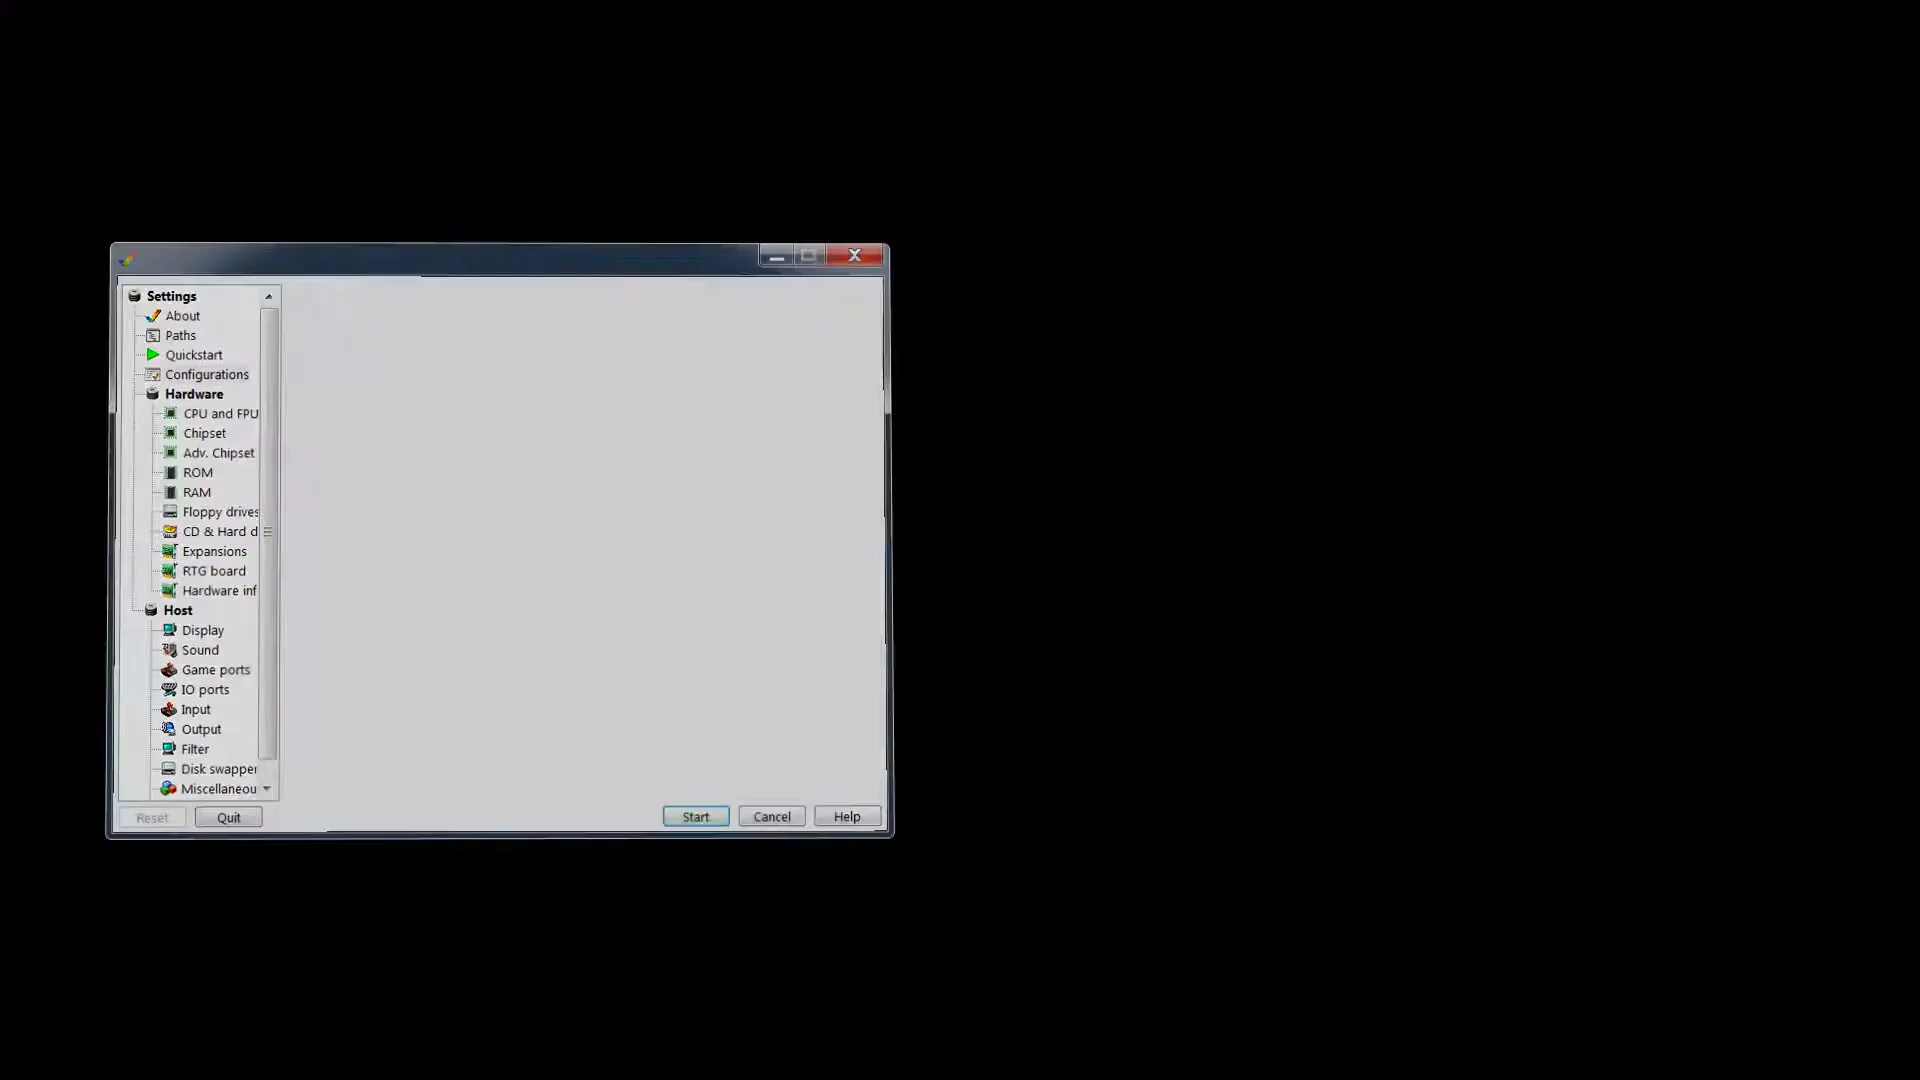 Settings
About
Paths
Quickstart
Configurations
Hardware
CPU and FPU
Chipset
Adv. Chipset
ROM
RAM
Floppy drives
CD & Hard d
Expansions
RTG board
Hardware inf
Host
Display
Sound
Game ports
IO ports
Input
Output
Filter
Disk swapper
Miscellaneou
Reset Quit Start Cancel Help